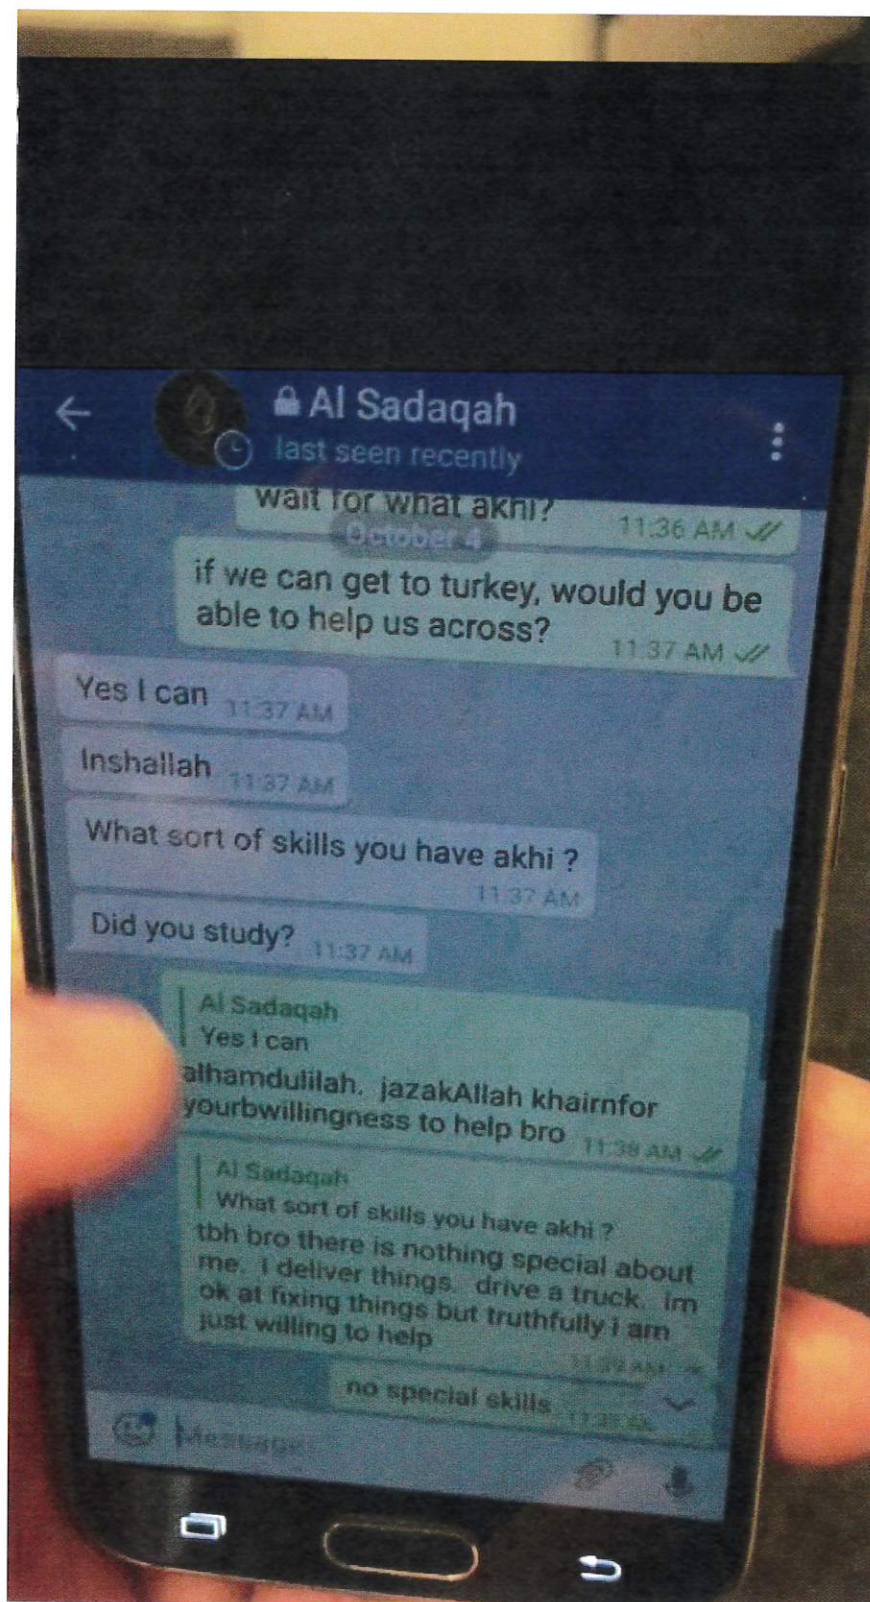 Al Sadaqah
last seen recently
wait for what akhi?
11:36 AM
October 4
if we can get to turkey, would you be
able to help us across?
11:37 AM
Yes I can 11:37 AM
Inshallah 11:37 AM
What sort of skills you have akhi ?
11:37 AM
Did you study? 11:37 AM
Al Sadaqah
Yes I can
alhamdulilah. jazakAllah khairnfor
yourbwillingness to help bro 11:38 AM
Al Sadaqah
What sort of skills you have akhi ?
tbh bro there is nothing special about
me. i deliver things. drive a truck. im
ok at fixing things but truthfully i am
just willing to help
no special skills
Message